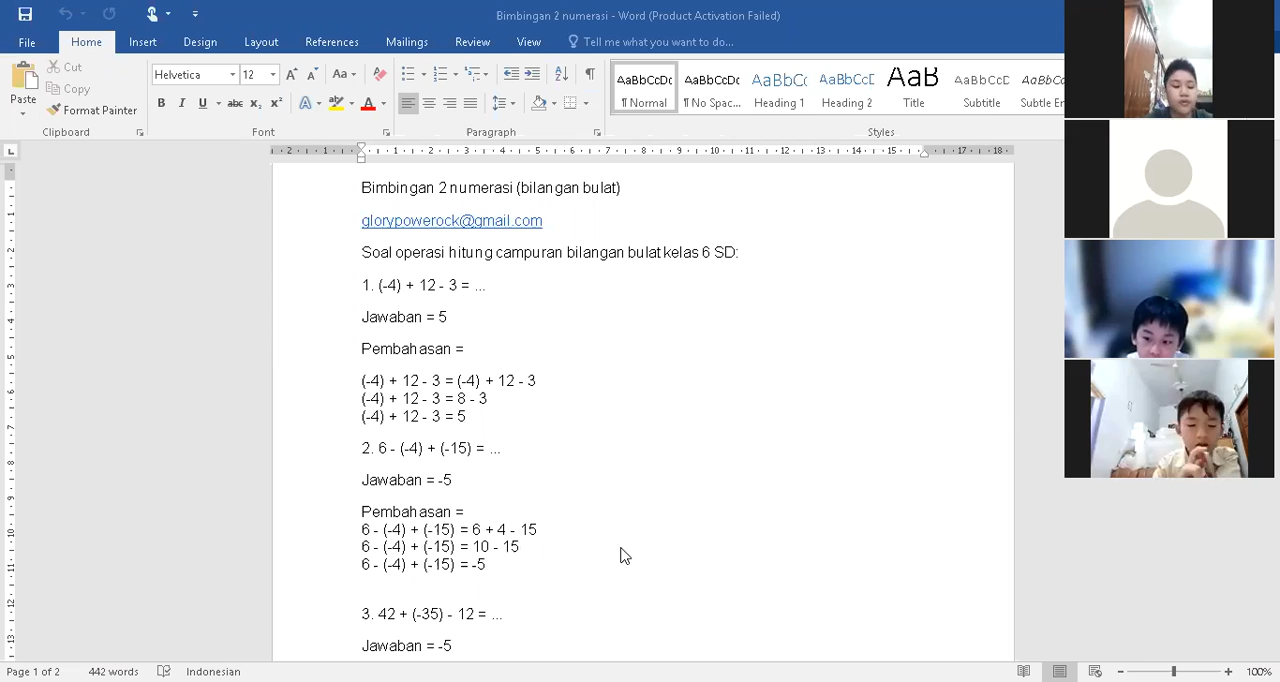 Bimbingan 2 numerasi - Word (Product Activation Failed)
File Home Insert Design Layout References Mailings Review View Tell me what you want to do...
Paste
Cut
Copy
Format Painter
Clipboard
Helvetica 12
Font
Paragraph
AaBbCcDc AaBbCcDc AaBbCc AaBbCcE AaB AaBbCcD
¶ Normal ¶ No Spac... Heading 1 Heading 2 Title Subtitle Subtle Em
Styles
Bimbingan 2 numerasi (bilangan bulat)
glorypowerock@gmail.com
Soal operasi hitung campuran bilangan bulat kelas 6 SD:
1. (-4) + 12 - 3 = ...
Jawaban = 5
Pembahasan =
(-4) + 12 - 3 = (-4) + 12 - 3
(-4) + 12 - 3 = 8 - 3
(-4) + 12 - 3 = 5
2. 6 - (-4) + (-15) = ...
Jawaban = -5
Pembahasan =
6 - (-4) + (-15) = 6 + 4 - 15
6 - (-4) + (-15) = 10 - 15
6 - (-4) + (-15) = -5
3. 42 + (-35) - 12 = ...
Jawaban = -5
Page 1 of 2 442 words Indonesian 100%